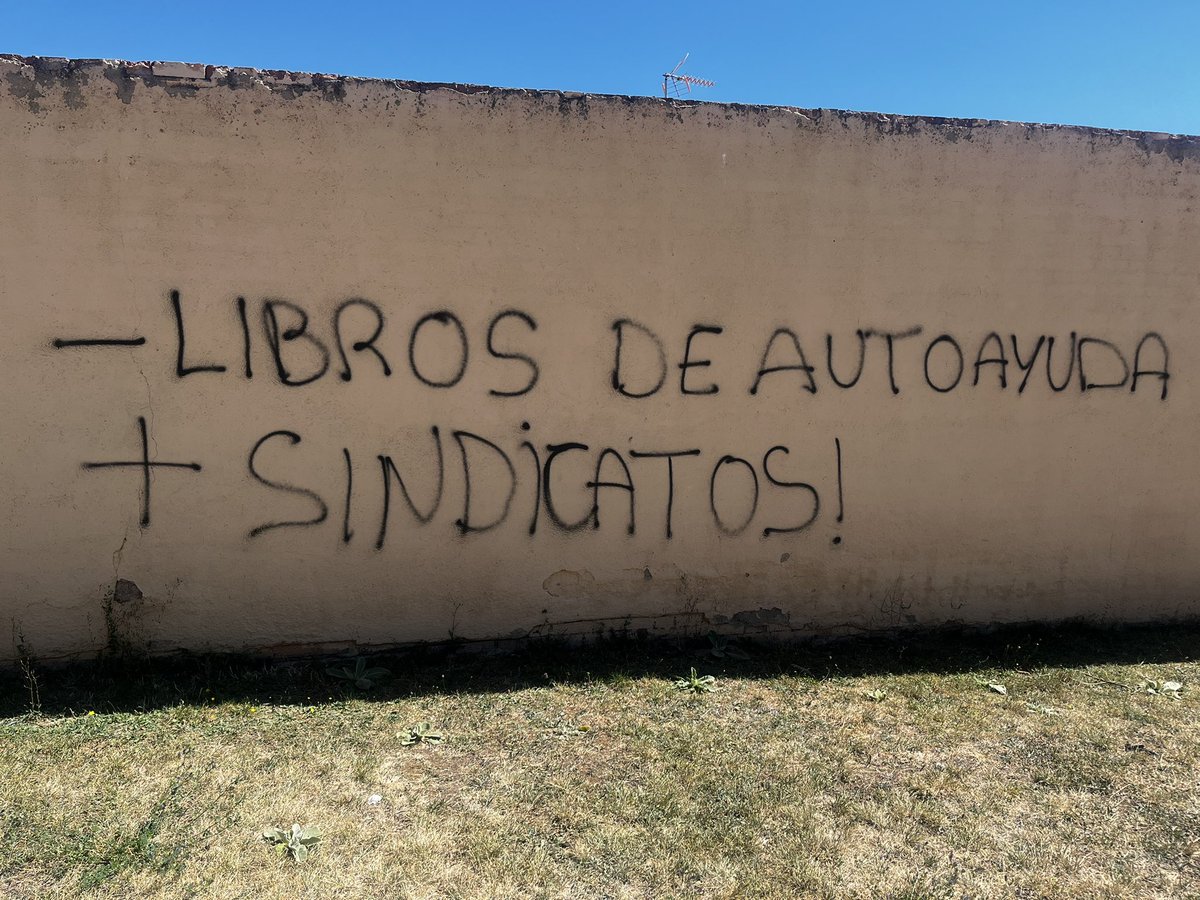 - LIBROS DE AUTOAYUDA
+ SINDiCATOS!